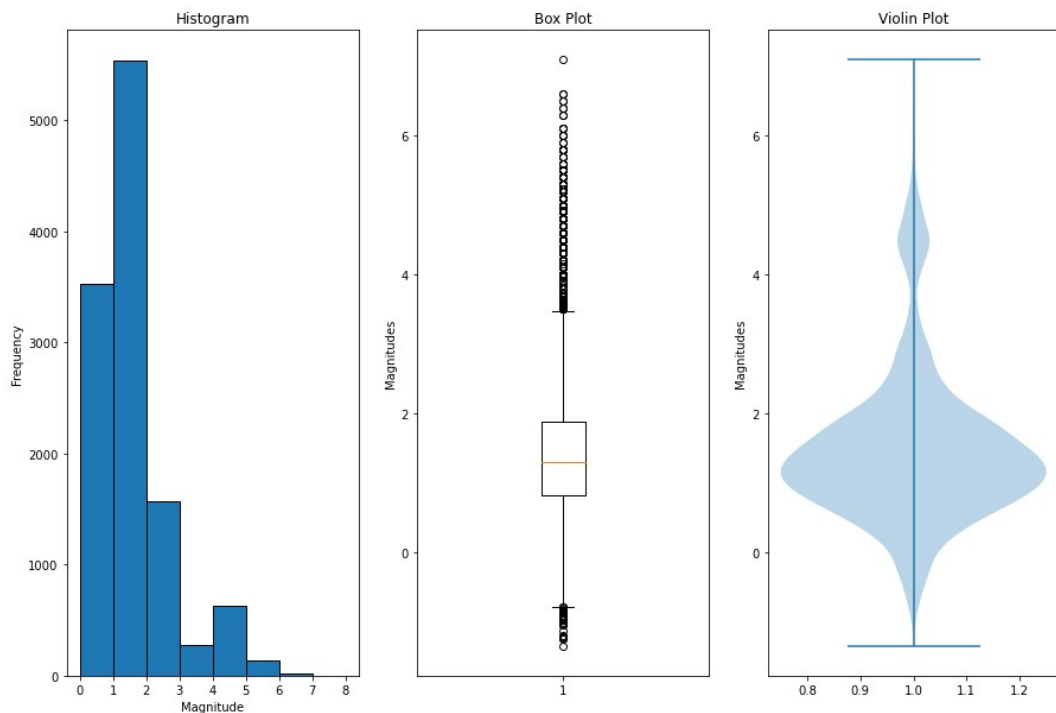 Histogram
Frequency
5000
4000
3000
2000
1000
0
0 1 2 3 4 5 6 7 8
Magnitude
Box Plot
Magnitudes
6
4
2
0
1
Violin Plot
Magnitudes
6
4
2
0
0.8 0.9 1.0 1.1 1.2